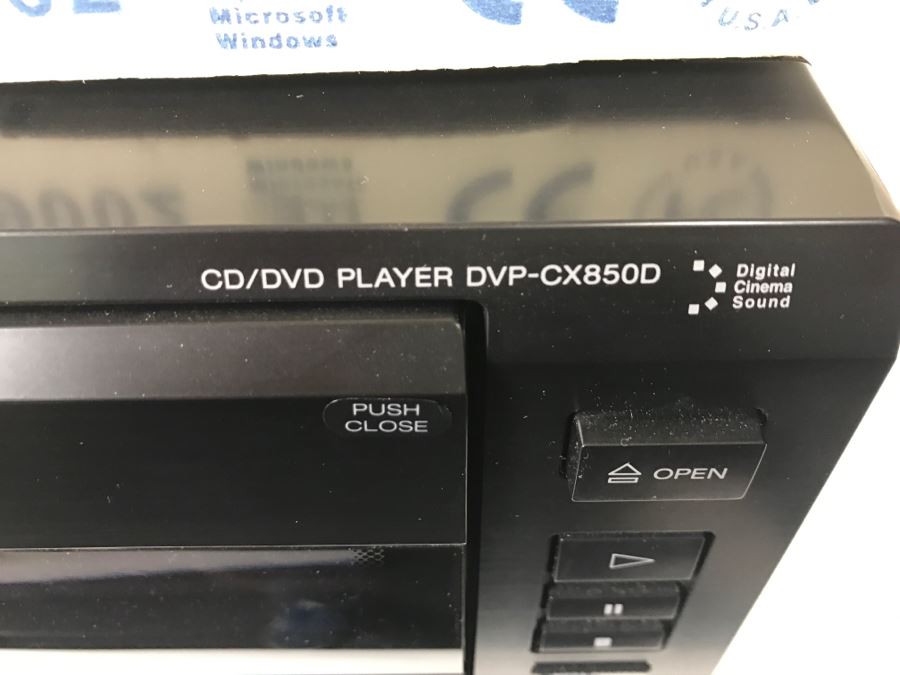 Microsoft
Windows
U.S.A.
CD/DVD PLAYER DVP-CX850D
Digital
Cinema
Sound
PUSH
CLOSE
OPEN